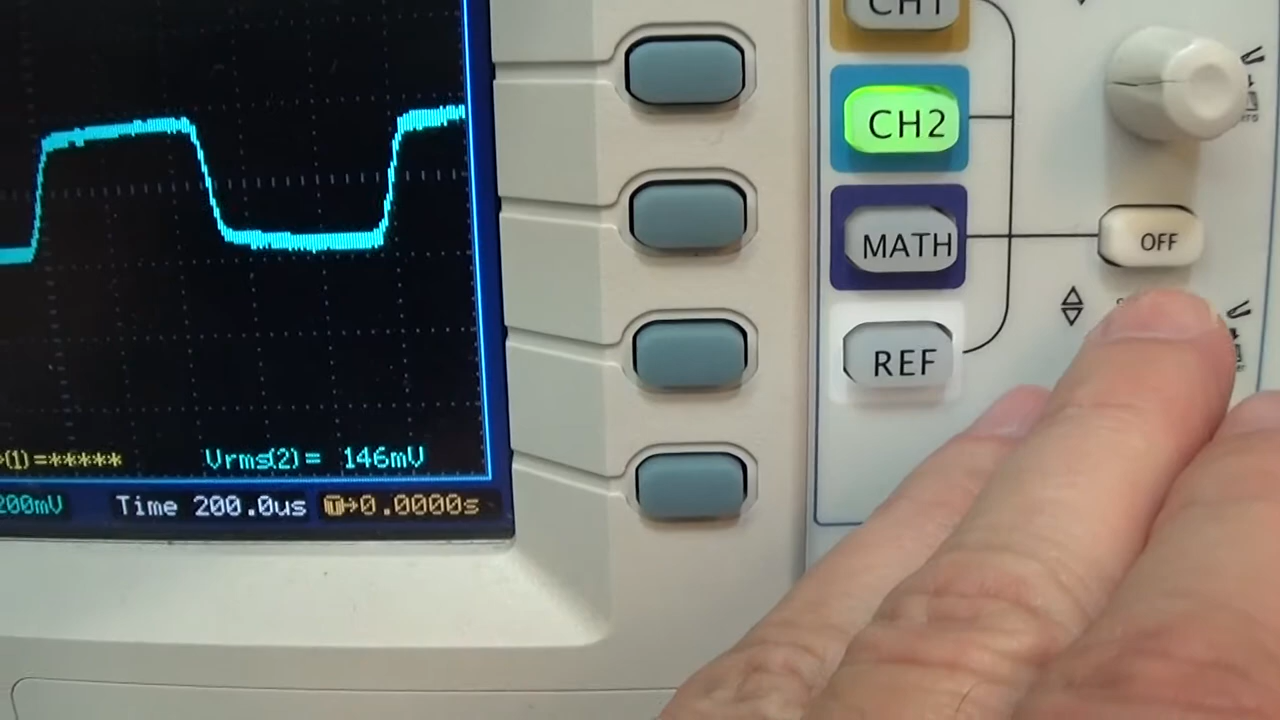 CH1
CH2
MATH
OFF
REF
(1)=***** Vrms(2)= 146mV
200mV Time 200.0us T→0.0000s